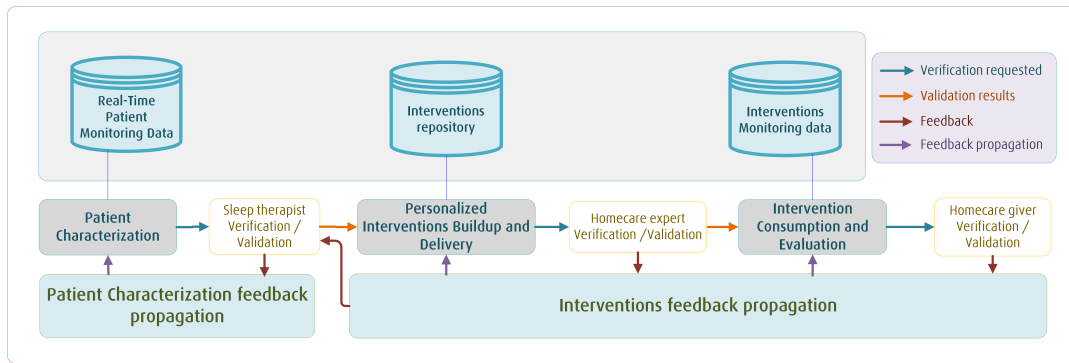 Real-Time
Patient
Monitoring Data
Interventions
repository
Interventions
Monitoring data
Verification requested
Validation results
Feedback
Feedback propagation
Patient
Characterization
Sleep therapist
Verification /
Validation
Personalized
Interventions Buildup and
Delivery
Homecare expert
Verification /Validation
Intervention
Consumption and
Evaluation
Homecare giver
Verification /
Validation
Patient Characterization feedback
propagation
Interventions feedback propagation